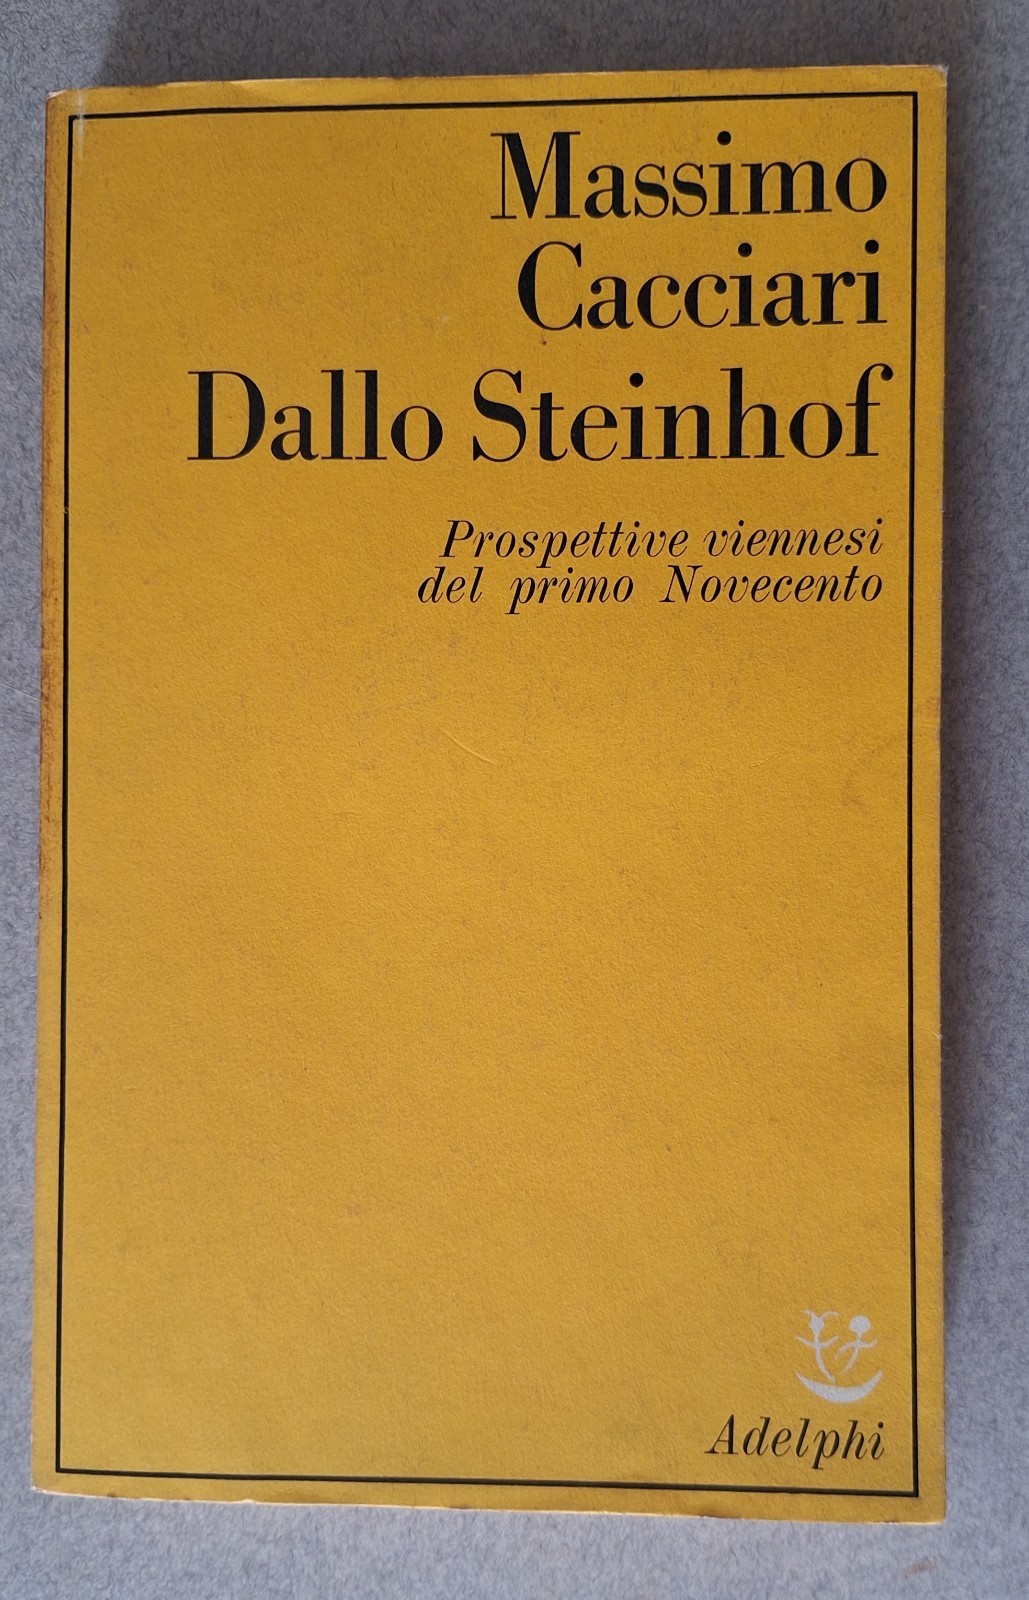 Massimo
Cacciari
Dallo Steinhof
Prospettive viennesi
del primo Novecento
Adelphi